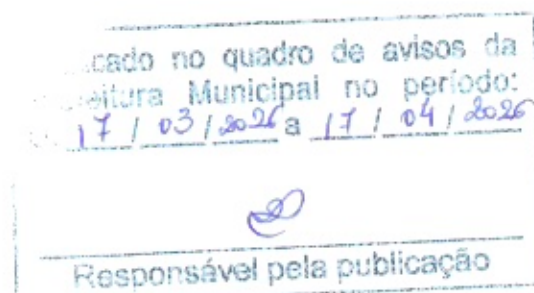 cado no quadro de avisos da
eitura Municipal no período:
17 / 03 / 2026 a 17 / 04 / 2026
Responsável pela publicação